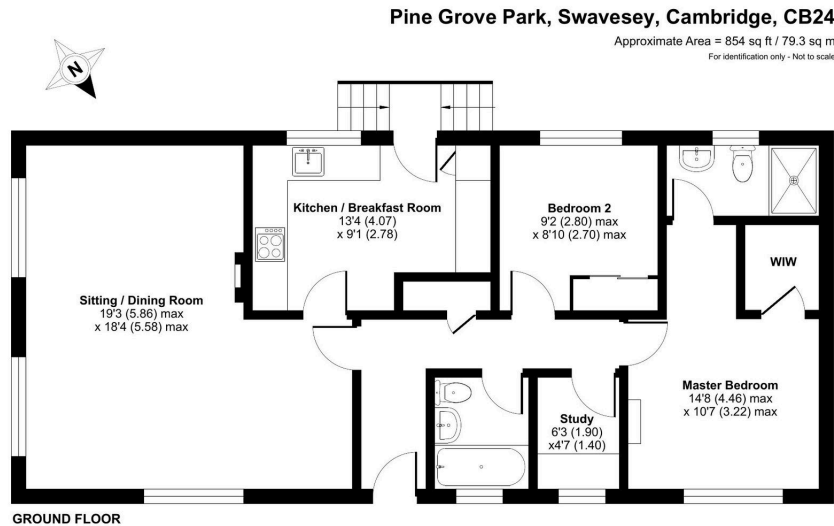 Pine Grove Park, Swavesey, Cambridge, CB24
Approximate Area = 854 sq ft / 79.3 sq m
For identification only - Not to scale
N
Kitchen / Breakfast Room
13'4 (4.07)
x 9'1 (2.78)
Bedroom 2
9'2 (2.80) max
x 8'10 (2.70) max
WIW
Sitting / Dining Room
19'3 (5.86) max
x 18'4 (5.58) max
Master Bedroom
14'8 (4.46) max
x 10'7 (3.22) max
Study
6'3 (1.90)
x4'7 (1.40)
GROUND FLOOR